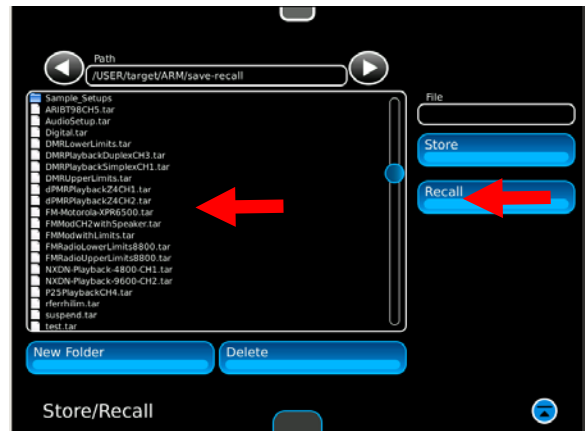 Path
/USER/target/ARM/save-recall
Sample_Setups
ARIBT98CH5.tar
AudioSetup.tar
Digital.tar
DMRLowerLimits.tar
DMRPlaybackDuplexCH3.tar
DMRPlaybackSimplexCH1.tar
DMRUpperLimits.tar
dPMRPlaybackZ4CH1.tar
dPMRPlaybackZ4CH2.tar
FM-Motorola-XPR6500.tar
FMModCH2withSpeaker.tar
FMModwithLimits.tar
FMRadioLowerLimits8800.tar
FMRadioUpperLimits8800.tar
NXDN-Playback-4800-CH1.tar
NXDN-Playback-9600-CH2.tar
P25PlaybackCH4.tar
rferrhilim.tar
suspend.tar
test.tar
File
Store
Recall
New Folder
Delete
Store/Recall